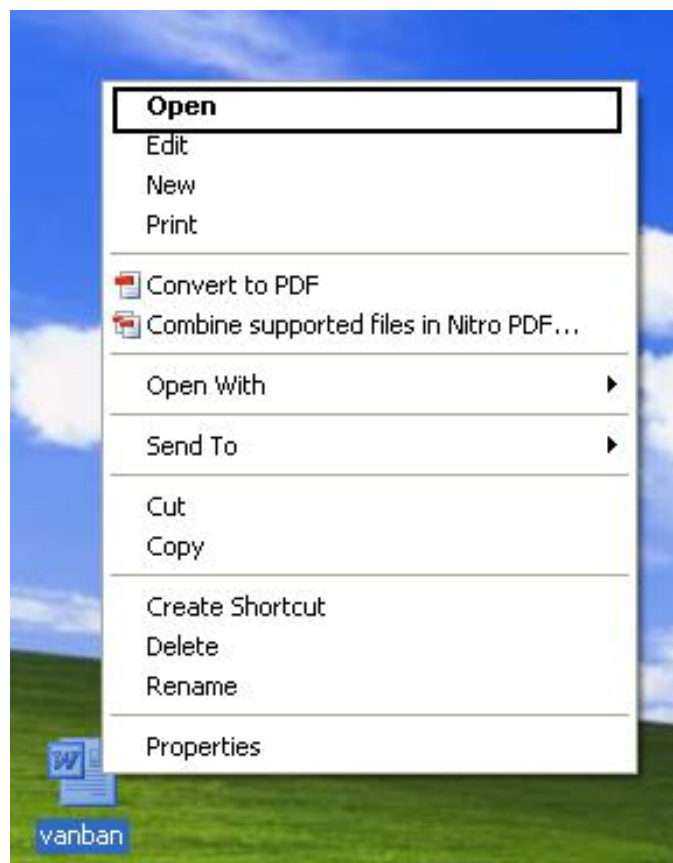 Open
Edit
New
Print
Convert to PDF
Combine supported files in Nitro PDF...
Open With
Send To
Cut
Copy
Create Shortcut
Delete
Rename
Properties
W
vanban